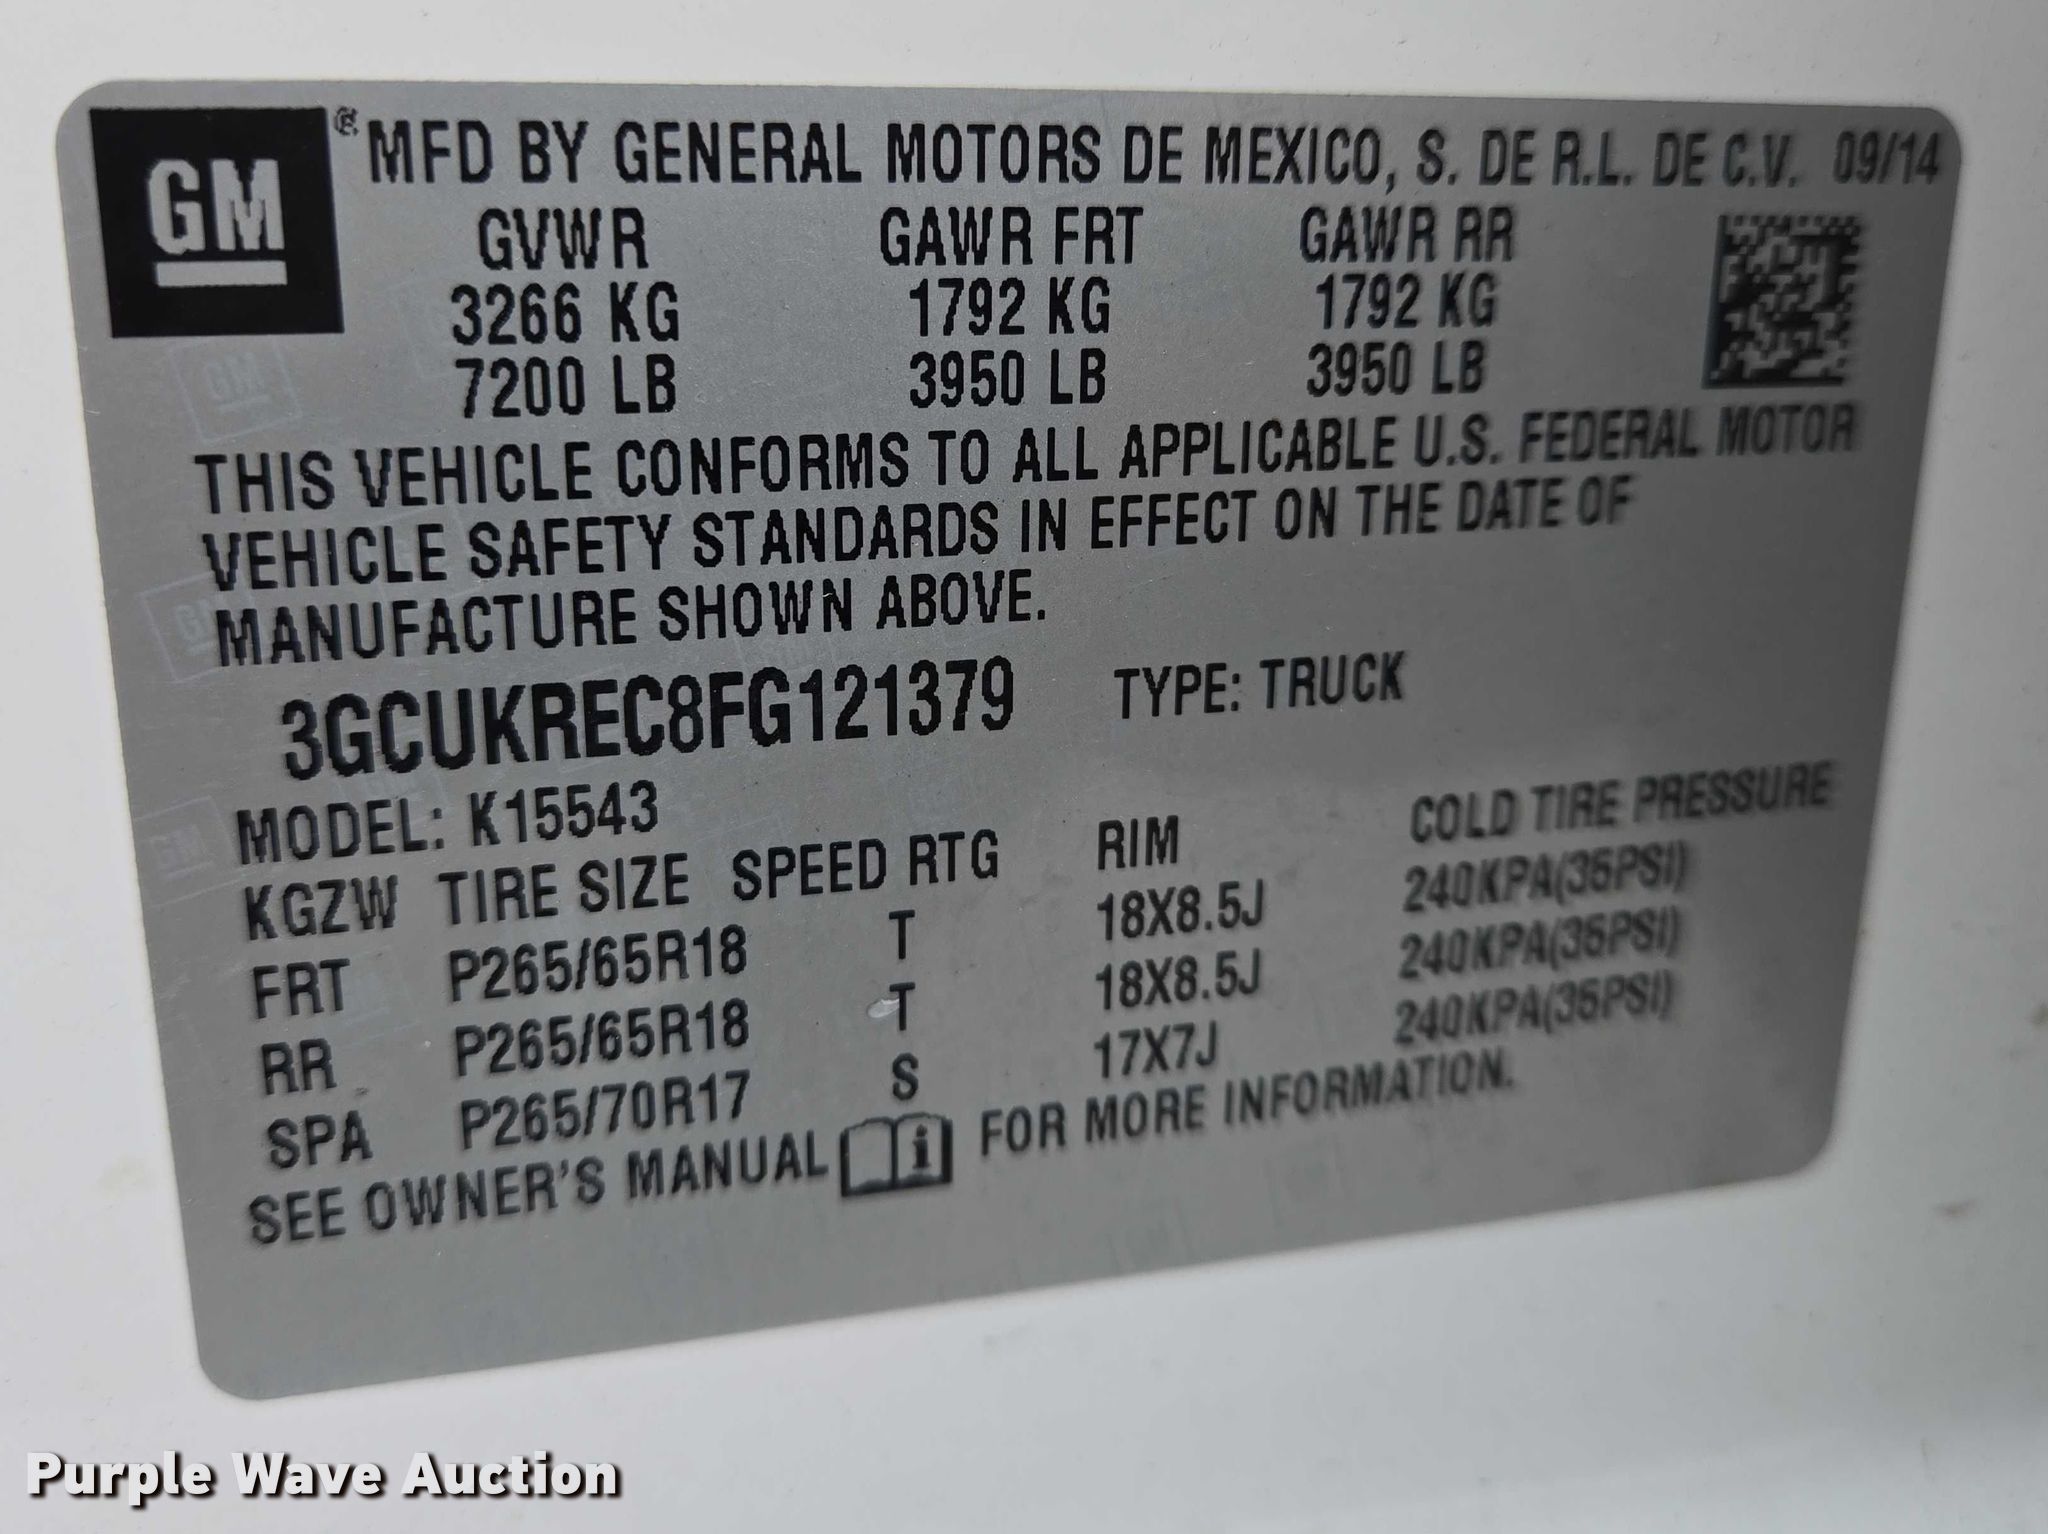 GM
® MFD BY GENERAL MOTORS DE MEXICO, S. DE R.L. DE C.V. 09/14
GVWR GAWR FRT GAWR RR
3266 KG 1792 KG 1792 KG
7200 LB 3950 LB 3950 LB
THIS VEHICLE CONFORMS TO ALL APPLICABLE U.S. FEDERAL MOTOR
VEHICLE SAFETY STANDARDS IN EFFECT ON THE DATE OF
MANUFACTURE SHOWN ABOVE.
3GCUKREC8FG121379 TYPE: TRUCK
MODEL: K15543
KGZW TIRE SIZE SPEED RTG RIM COLD TIRE PRESSURE
FRT P265/65R18 T 18X8.5J 240KPA(35PSI)
RR P265/65R18 T 18X8.5J 240KPA(35PSI)
SPA P265/70R17 S 17X7J 240KPA(35PSI)
SEE OWNER'S MANUAL i FOR MORE INFORMATION.
Purple Wave Auction